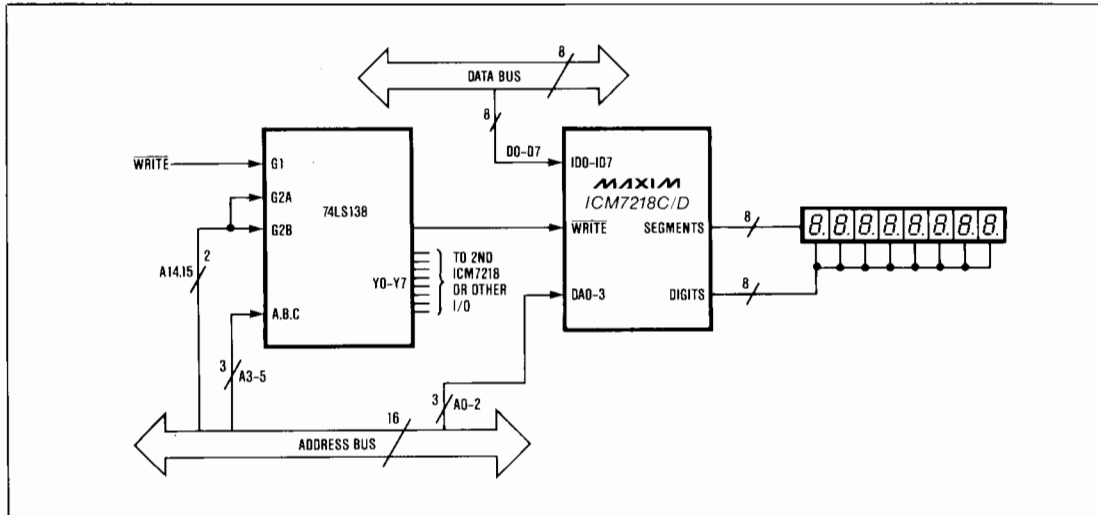 8
DATA BUS
8
D0-D7
WRITE
G1
G2A
G2B
A,B,C
74LS138
Y0-Y7
TO 2ND
ICM7218
OR OTHER
I/O
ID0-ID7
MAXIM
ICM7218C/D
WRITE
SEGMENTS
DA0-3
DIGITS
8
8
8.8.8.8.8.8.8.8.
2
A14,15
3
A3-5
3
A0-2
16
ADDRESS BUS